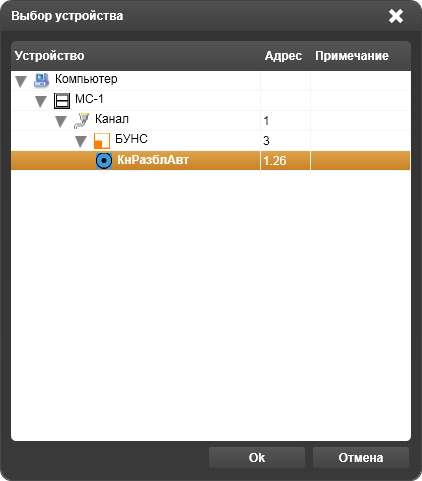 Выбор устройства
Устройство Адрес Примечание
Компьютер
МС-1
Канал 1
БУНС 3
КнРазблАвт 1.26
Ok Отмена